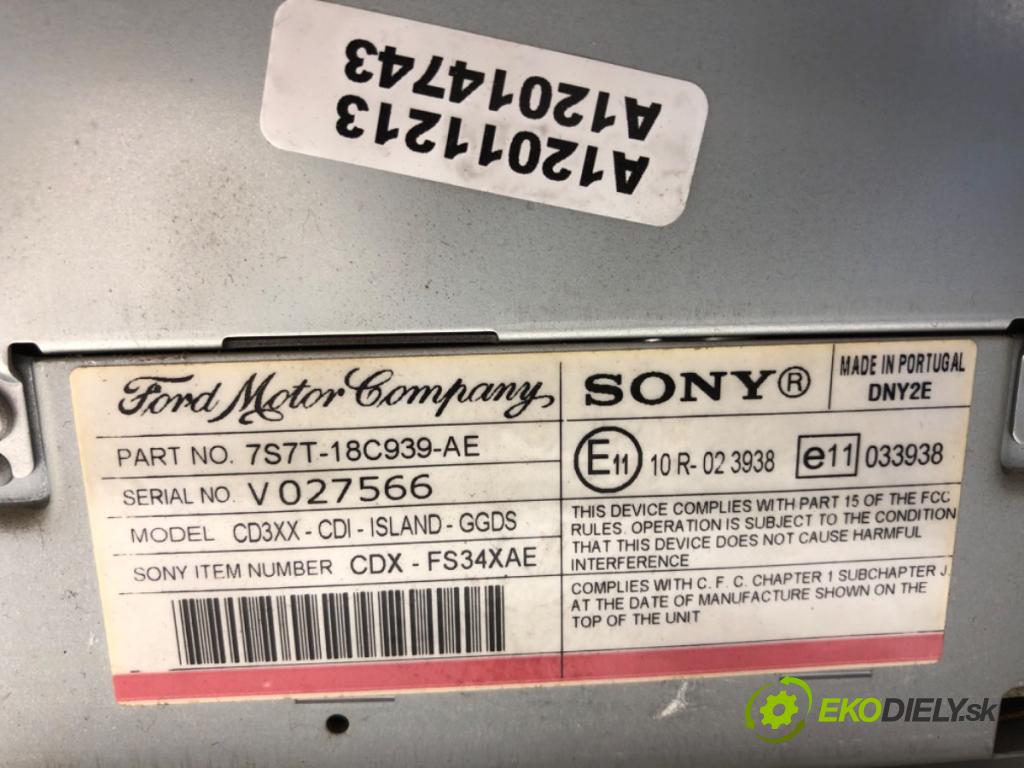 A12011213
A12014743
Ford Motor Company
PART NO. 7S7T-18C939-AE
SERIAL NO. V027566
MODEL CD3XX - CDI - ISLAND - GGDS
SONY ITEM NUMBER CDX - FS34XAE
SONY®
MADE IN PORTUGAL
DNY2E
E11 10 R- 02 3938 e11 033938
THIS DEVICE COMPLIES WITH PART 15 OF THE FCC
RULES. OPERATION IS SUBJECT TO THE CONDITION
THAT THIS DEVICE DOES NOT CAUSE HARMFUL
INTERFERENCE
COMPLIES WITH C. F. C. CHAPTER 1 SUBCHAPTER J.
AT THE DATE OF MANUFACTURE SHOWN ON THE
TOP OF THE UNIT
EKODIELY.sk